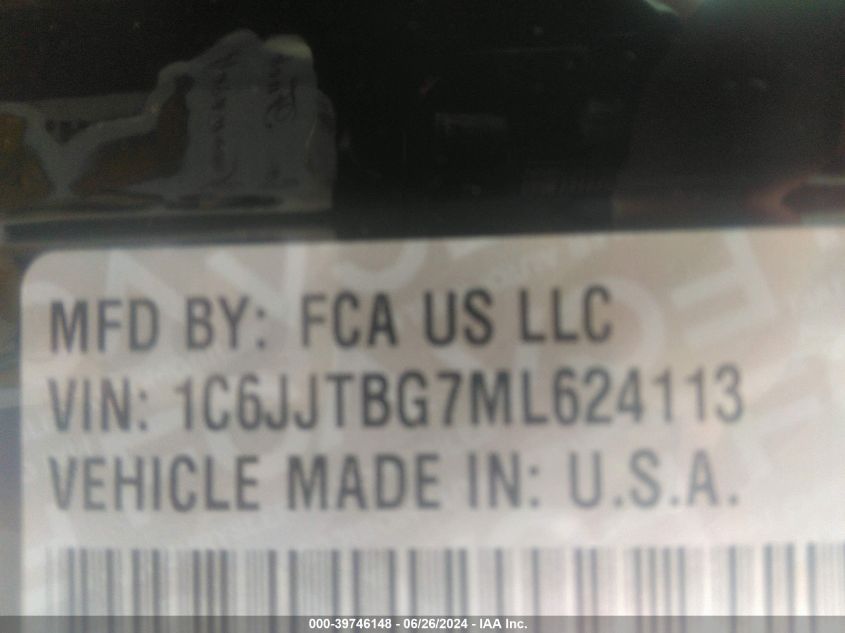 MFD BY: FCA US LLC
VIN: 1C6JJTBG7ML624113
VEHICLE MADE IN: U.S.A.
000-39746148 - 06/26/2024 - IAA Inc.